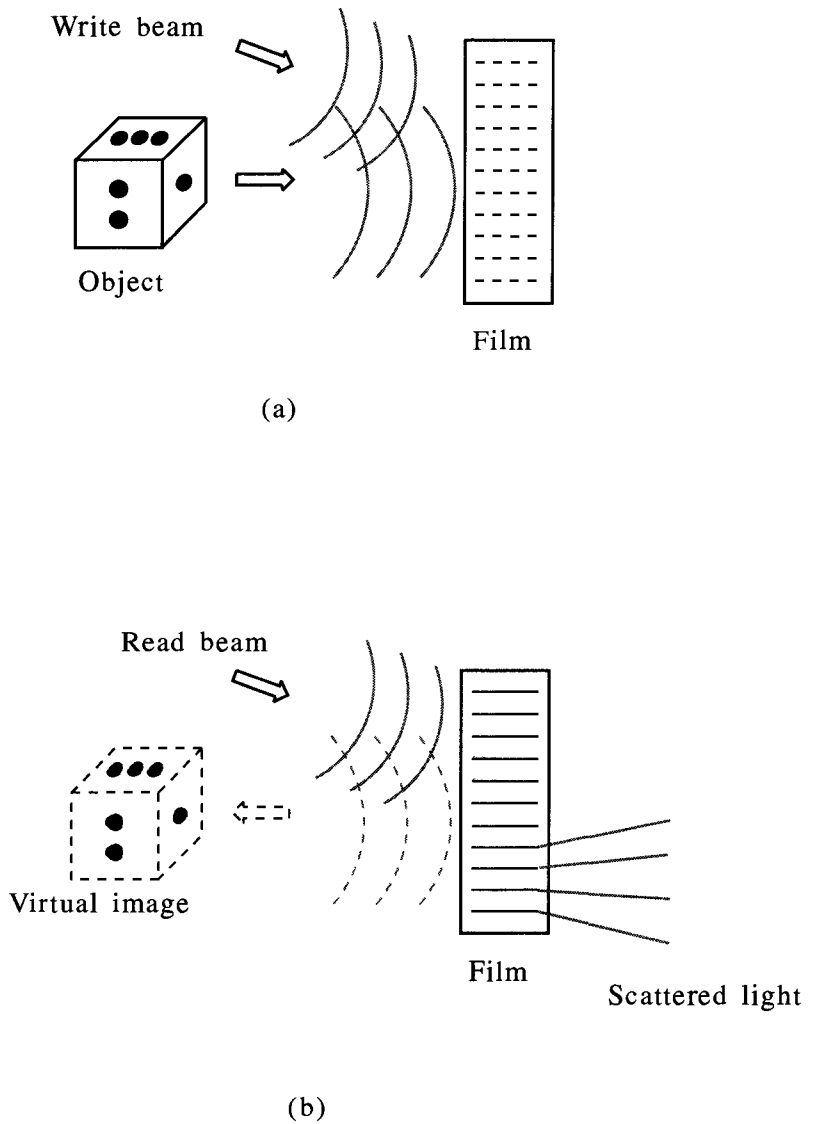 Write beam
Object
Film
(a)
Read beam
Virtual image
Film
Scattered light
(b)